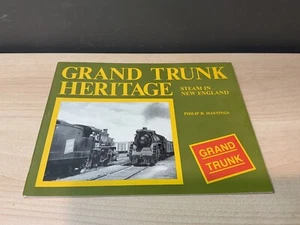 GRAND TRUNK
HERITAGE
STEAM IN
NEW ENGLAND
PHILIP R. HASTINGS
GRAND
TRUNK